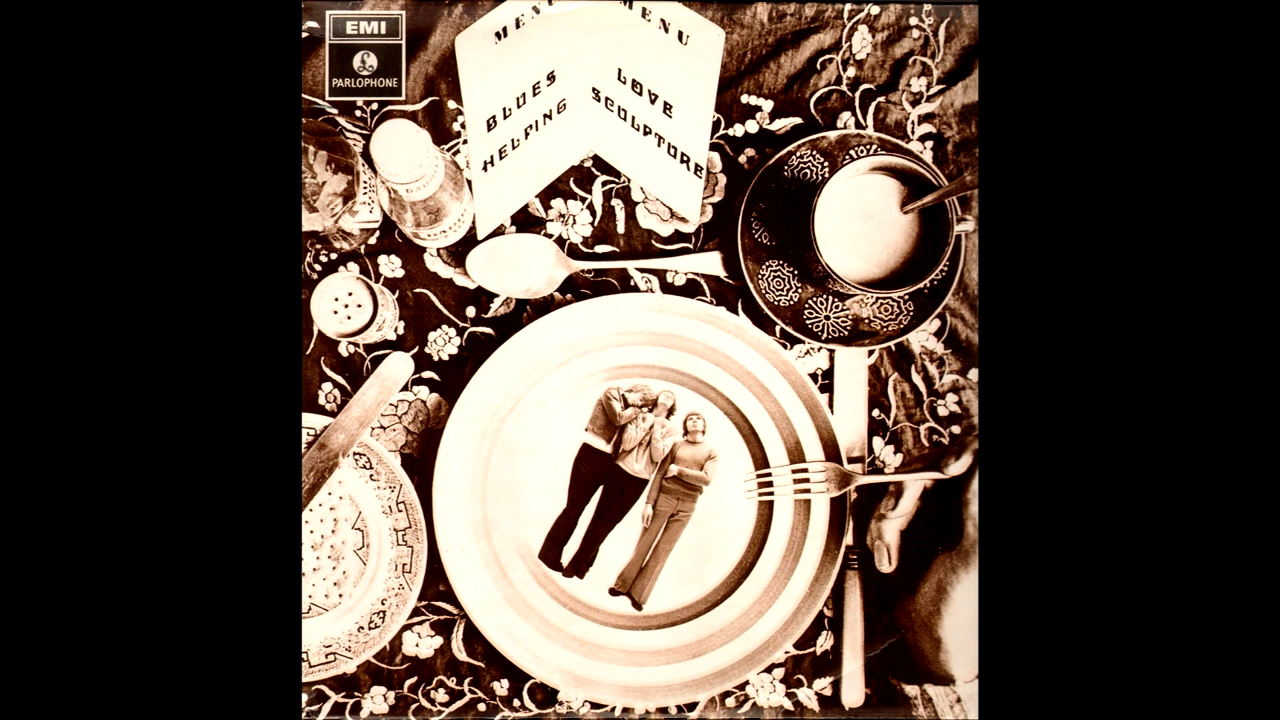 EMI
PARLOPHONE
MENU
BLUES
HELPING
MENU
LOVE
SCULPTURE